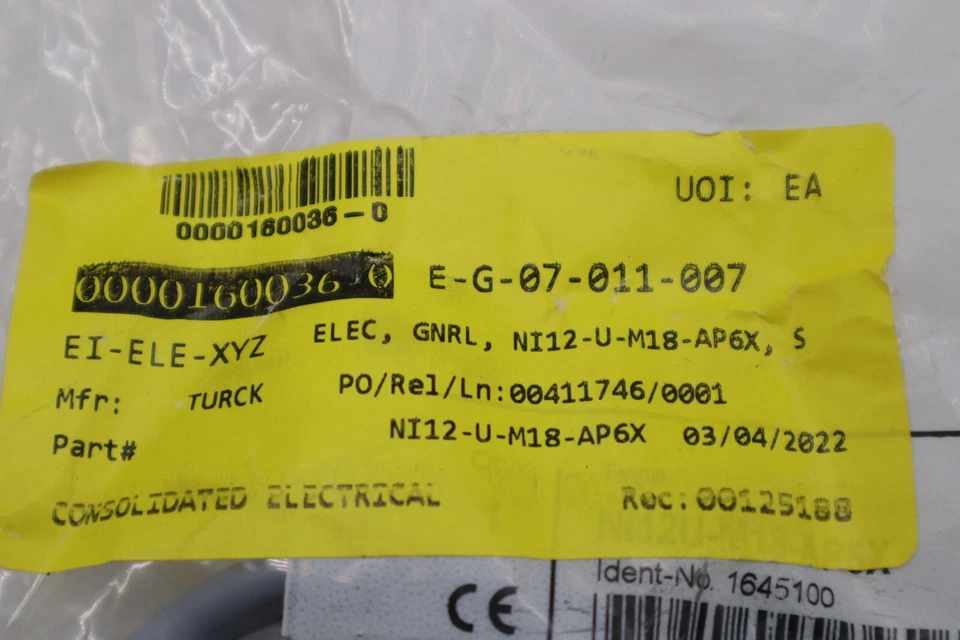 UOI: EA
0000160036-0
0000160036-0 E-G-07-011-007
EI-ELE-XYZ ELEC, GNRL, NI12-U-M18-AP6X, S
Mfr: TURCK PO/Rel/Ln:00411746/0001
Part# NI12-U-M18-AP6X 03/04/2022
CONSOLIDATED ELECTRICAL Rec:00125188
Ident-No. 1645100
CE